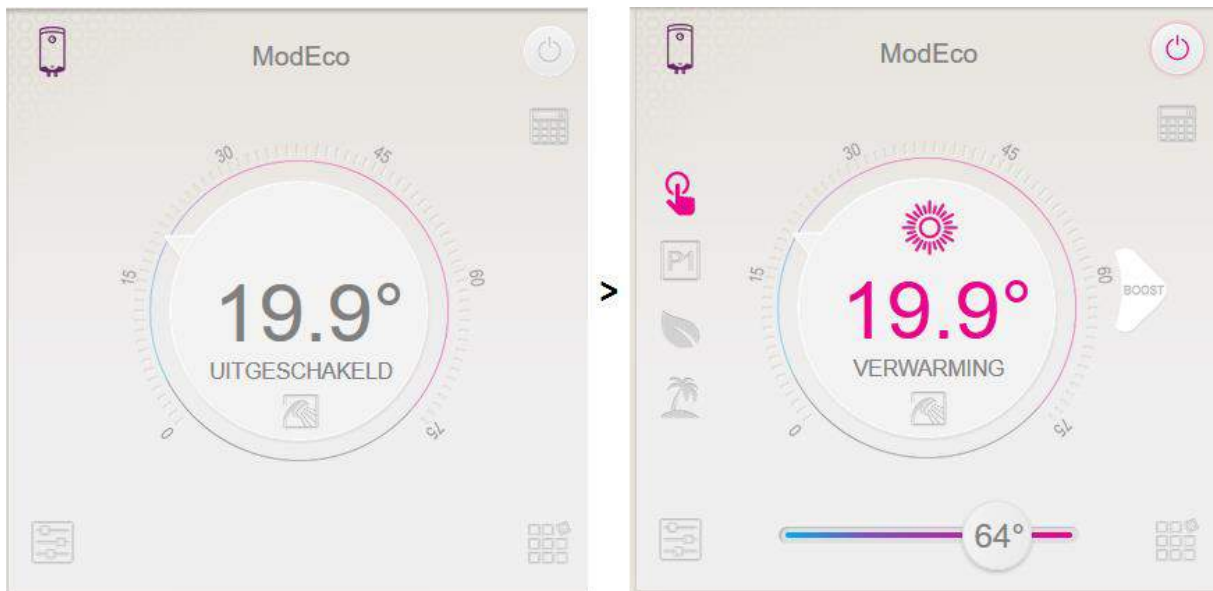 ModEco
30
45
15
60
19.9°
UITGESCHAKELD
0
75
>
ModEco
30
45
P1
15
60
BOOST
19.9°
VERWARMING
0
75
64°